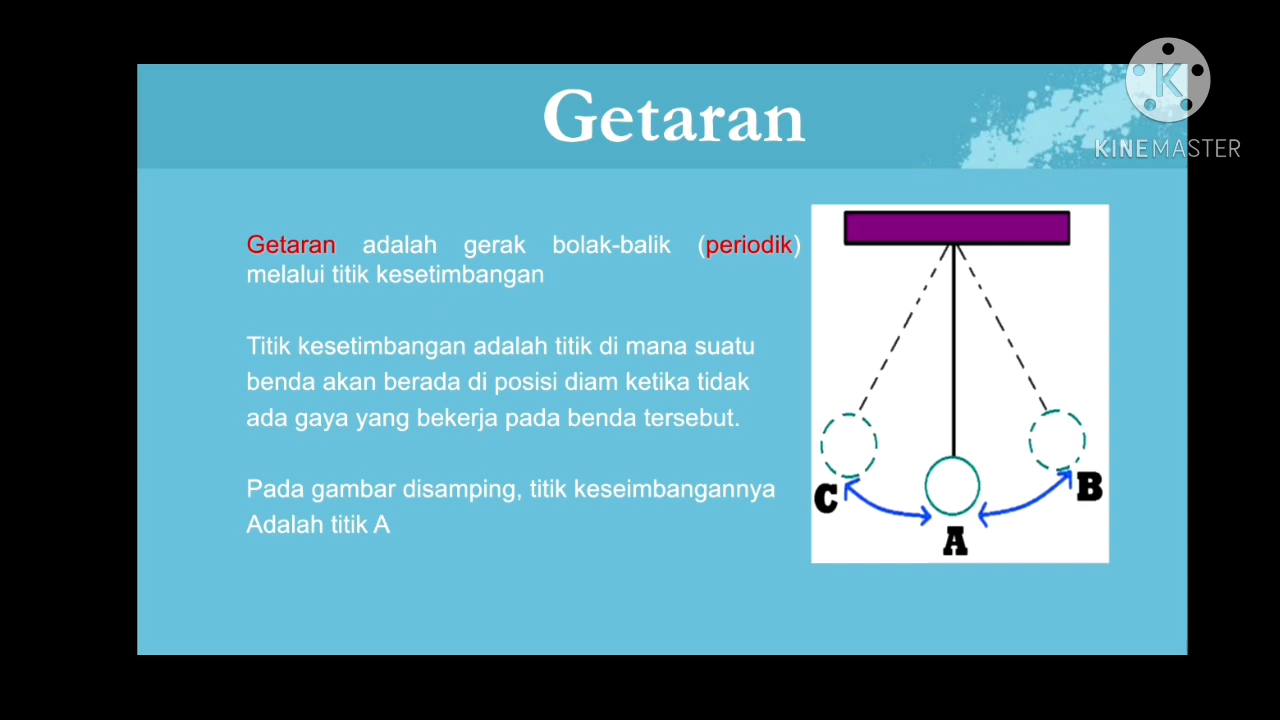 Getaran
K
KINEMASTER
Getaran adalah gerak bolak-balik (periodik)
melalui titik kesetimbangan
Titik kesetimbangan adalah titik di mana suatu
benda akan berada di posisi diam ketika tidak
ada gaya yang bekerja pada benda tersebut.
Pada gambar disamping, titik keseimbangannya
Adalah titik A
C
B
A